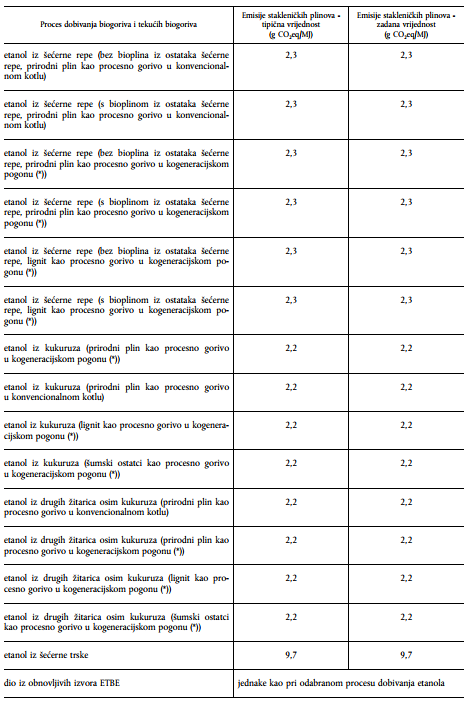 Proces dobivanja biogoriva i tekućih biogoriva
Emisije stakleničkih plinova -
tipična vrijednost
(g CO₂eq/MJ)
Emisije stakleničkih plinova -
zadana vrijednost
(g CO₂eq/MJ)
etanol iz šećerne repe (bez bioplina iz ostataka šećerne
repe, prirodni plin kao procesno gorivo u konvencional-
nom kotlu)
2,3
2,3
etanol iz šećerne repe (s bioplinom iz ostataka šećerne
repe, prirodni plin kao procesno gorivo u konvencional-
nom kotlu)
2,3
2,3
etanol iz šećerne repe (bez bioplina iz ostataka šećerne
repe, prirodni plin kao procesno gorivo u kogeneracijskom
pogonu (*))
2,3
2,3
etanol iz šećerne repe (s bioplinom iz ostataka šećerne
repe, prirodni plin kao procesno gorivo u kogeneracijskom
pogonu (*))
2,3
2,3
etanol iz šećerne repe (bez bioplina iz ostataka šećerne
repe, lignit kao procesno gorivo u kogeneracijskom po-
gonu (*))
2,3
2,3
etanol iz šećerne repe (s bioplinom iz ostataka šećerne
repe, lignit kao procesno gorivo u kogeneracijskom po-
gonu (*))
2,3
2,3
etanol iz kukuruza (prirodni plin kao procesno gorivo
u kogeneracijskom pogonu (*))
2,2
2,2
etanol iz kukuruza (prirodni plin kao procesno gorivo
u konvencionalnom kotlu)
2,2
2,2
etanol iz kukuruza (lignit kao procesno gorivo u kogenera-
cijskom pogonu (*))
2,2
2,2
etanol iz kukuruza (šumski ostatci kao procesno gorivo
u kogeneracijskom pogonu (*))
2,2
2,2
etanol iz drugih žitarica osim kukuruza (prirodni plin kao
procesno gorivo u konvencionalnom kotlu)
2,2
2,2
etanol iz drugih žitarica osim kukuruza (prirodni plin kao
procesno gorivo u kogeneracijskom pogonu (*))
2,2
2,2
etanol iz drugih žitarica osim kukuruza (lignit kao pro-
cesno gorivo u kogeneracijskom pogonu (*))
2,2
2,2
etanol iz drugih žitarica osim kukuruza (šumski ostatci
kao procesno gorivo u kogeneracijskom pogonu (*))
2,2
2,2
etanol iz šećerne trske
9,7
9,7
dio iz obnovljivih izvora ETBE
jednake kao pri odabranom procesu dobivanja etanola